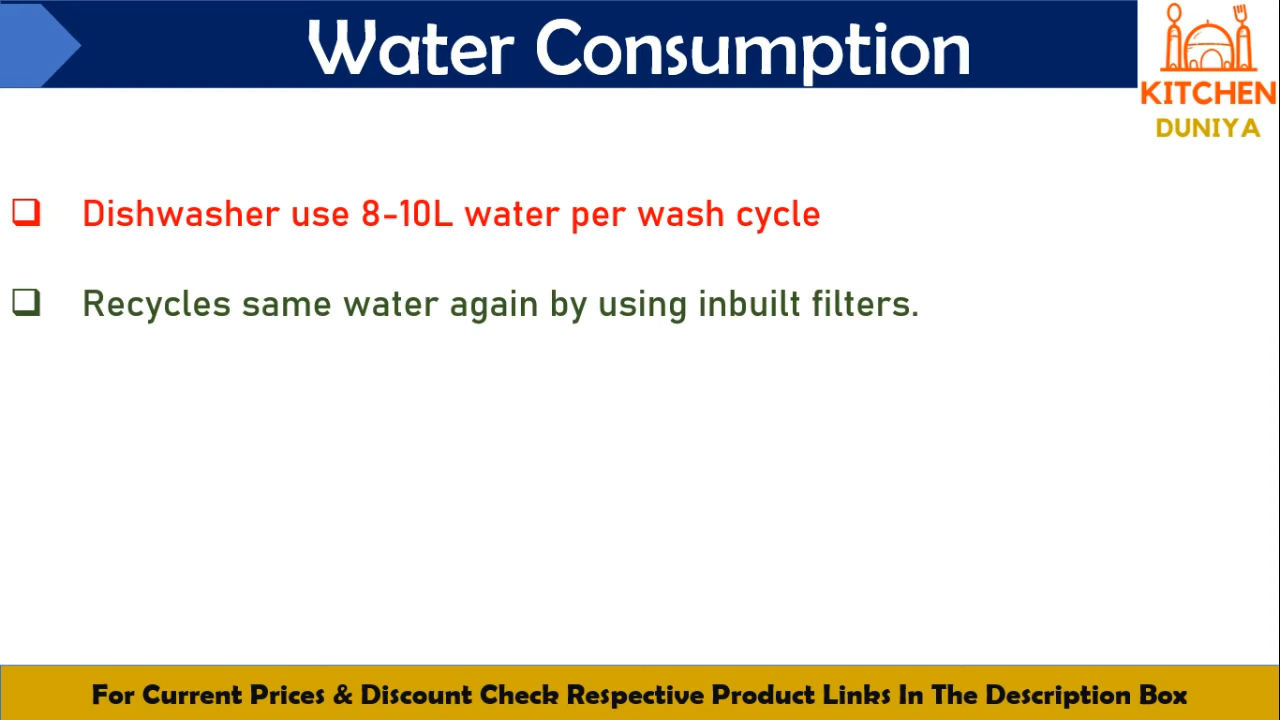 Water Consumption
KITCHEN
DUNIYA
Dishwasher use 8-10L water per wash cycle
Recycles same water again by using inbuilt filters.
For Current Prices & Discount Check Respective Product Links In The Description Box